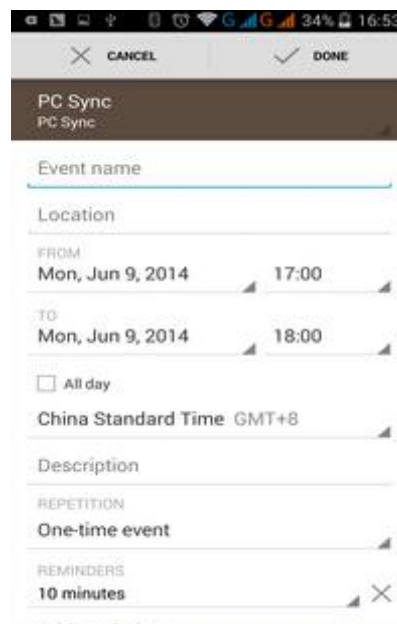 G G 34% 16:53
CANCEL DONE
PC Sync
PC Sync
Event name
Location
FROM
Mon, Jun 9, 2014 17:00
TO
Mon, Jun 9, 2014 18:00
All day
China Standard Time GMT+8
Description
REPETITION
One-time event
REMINDERS
10 minutes